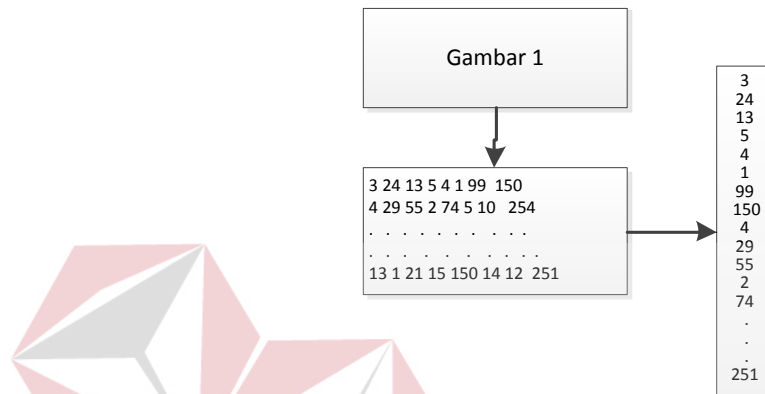 Gambar 1
3 24 13 5 4 1 99 150
4 29 55 2 74 5 10 254
. . . . . . . . . .
. . . . . . . . . .
13 1 21 15 150 14 12 251
3
24
13
5
4
1
99
150
4
29
55
2
74
.
.
.
251